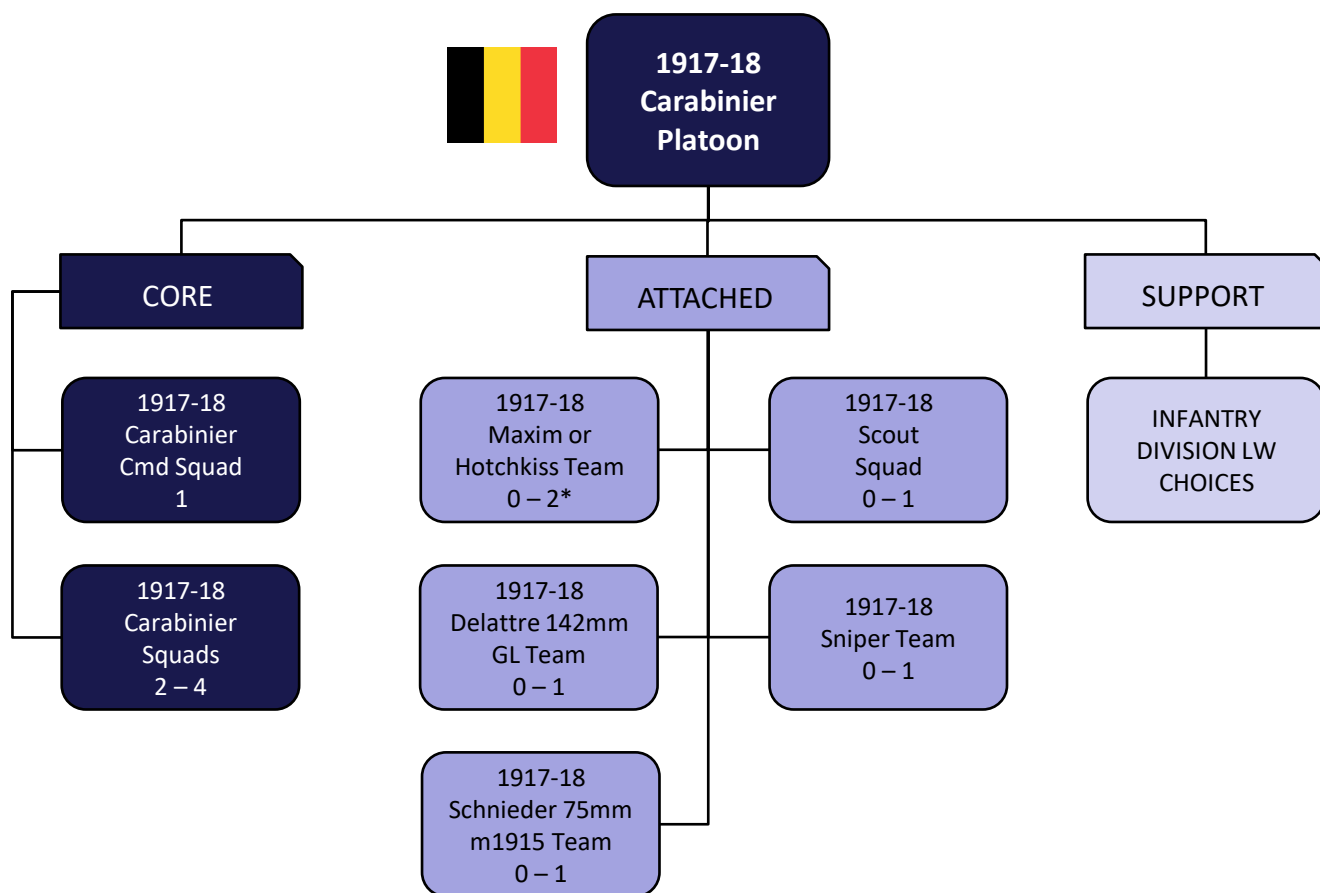 1917-18
Carabinier
Platoon
CORE
1917-18
Carabinier
Cmd Squad
1
1917-18
Carabinier
Squads
2 – 4
ATTACHED
1917-18
Maxim or
Hotchkiss Team
0 – 2*
1917-18
Scout
Squad
0 – 1
1917-18
Delattre 142mm
GL Team
0 – 1
1917-18
Sniper Team
0 – 1
1917-18
Schnieder 75mm
m1915 Team
0 – 1
SUPPORT
INFANTRY
DIVISION LW
CHOICES